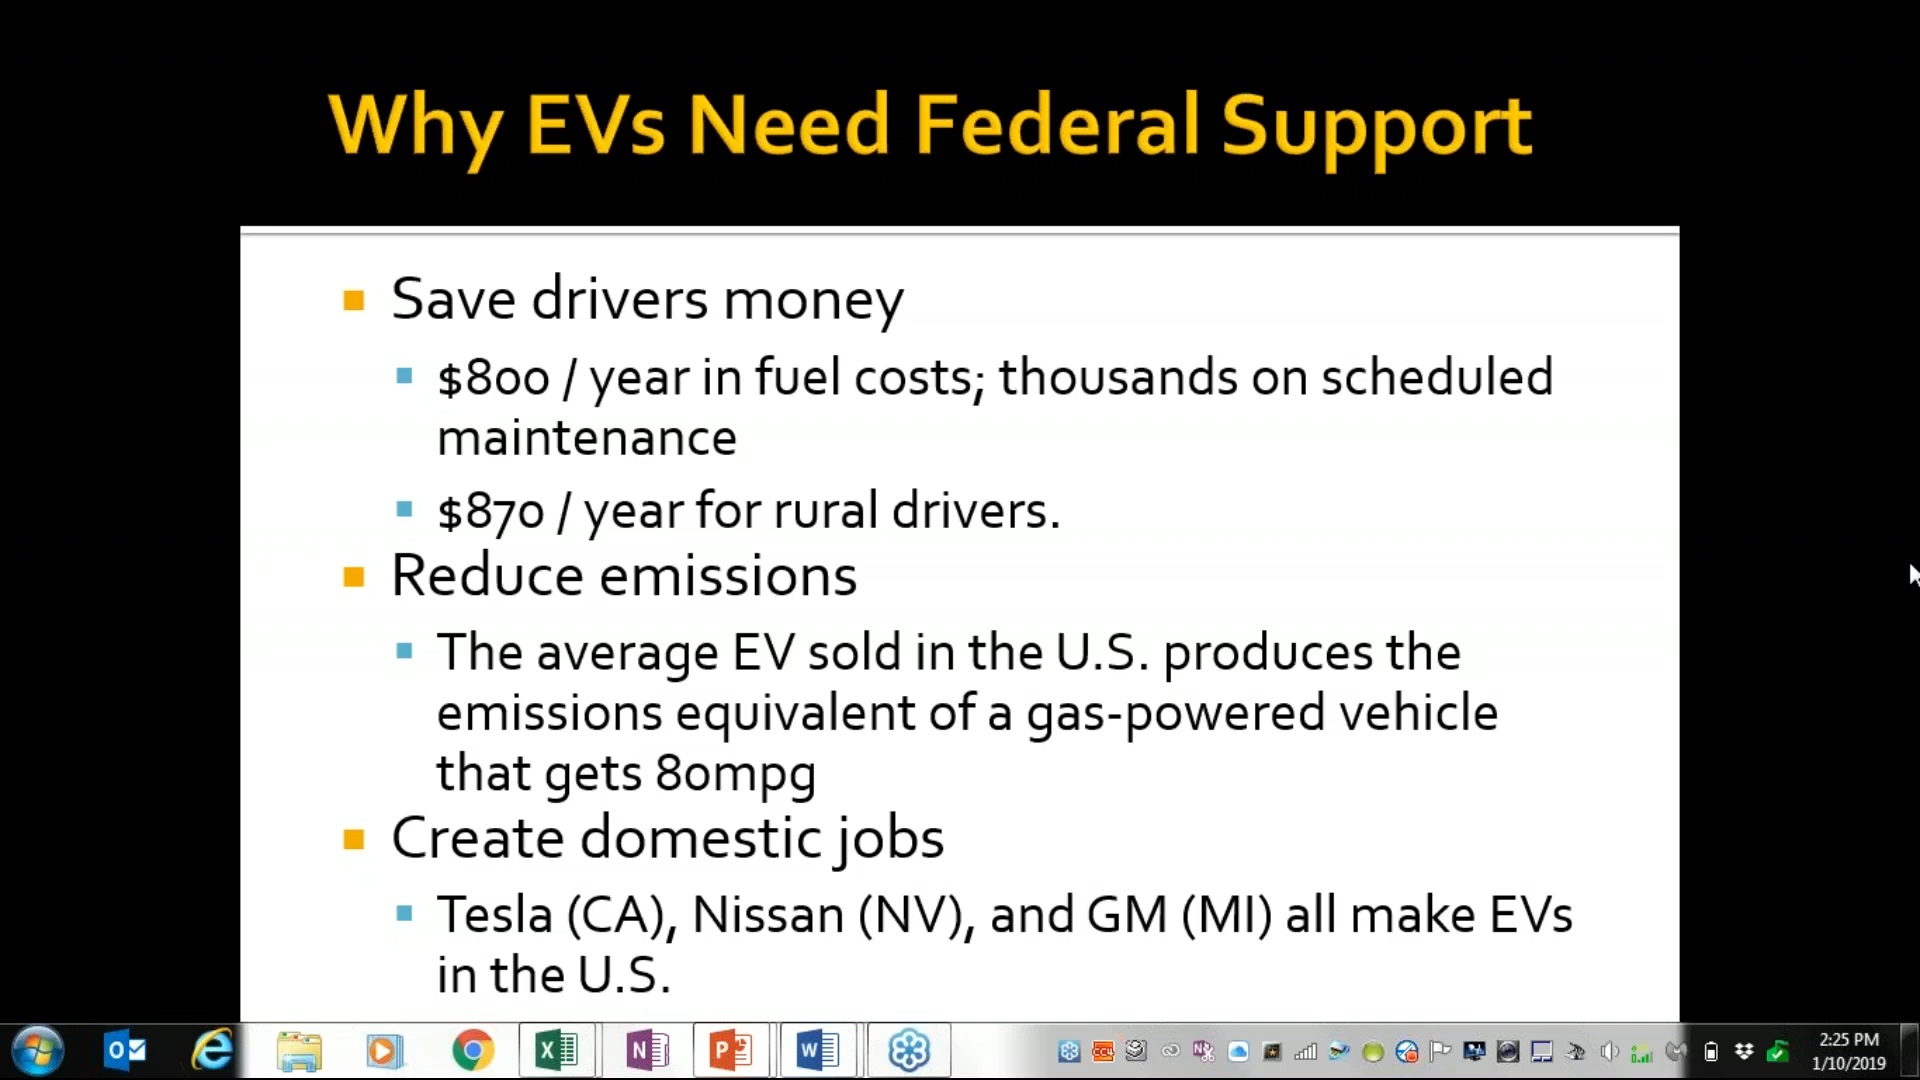 Why EVs Need Federal Support
Save drivers money
$800 / year in fuel costs; thousands on scheduled
maintenance
$870 / year for rural drivers.
Reduce emissions
The average EV sold in the U.S. produces the
emissions equivalent of a gas-powered vehicle
that gets 80mpg
Create domestic jobs
Tesla (CA), Nissan (NV), and GM (MI) all make EVs
in the U.S.
2:25 PM
1/10/2019